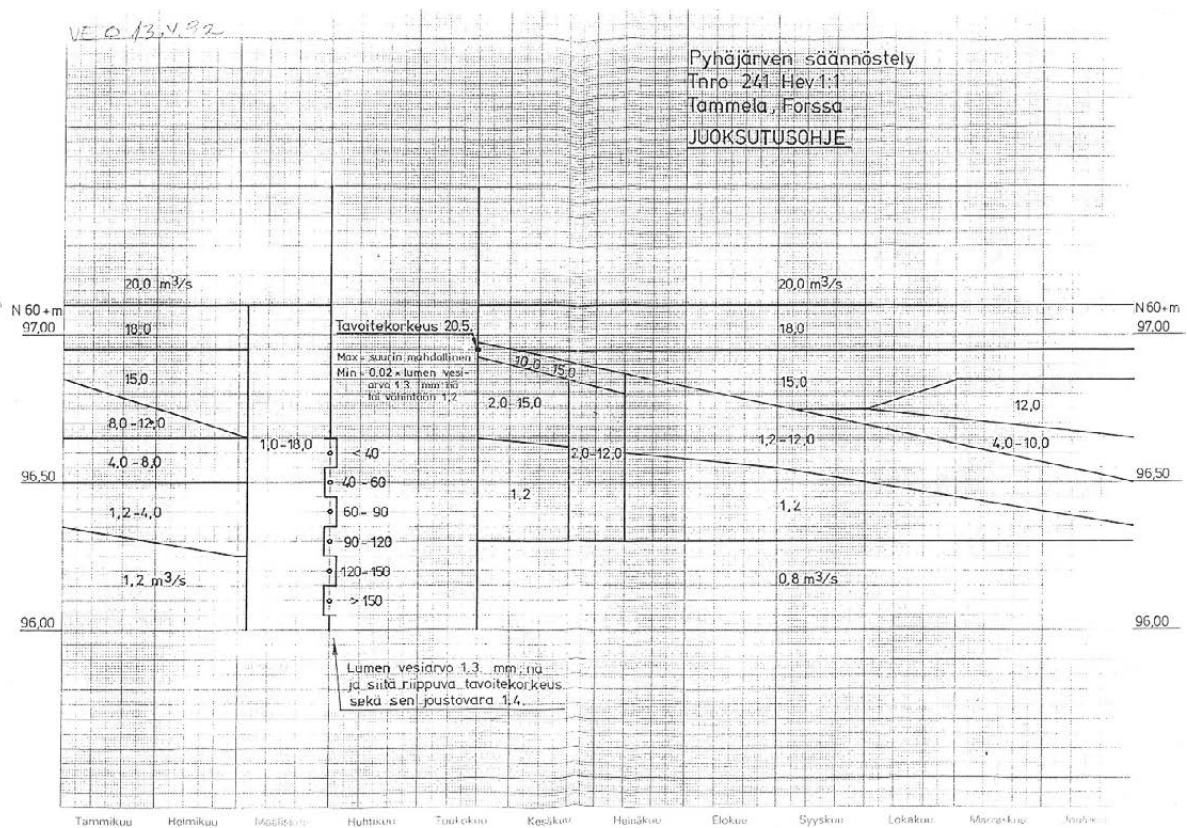 VE O 13.V.92
Pyhäjärven säännöstely
Tnro 241 Hev 1:1
Tammela, Forssa
JUOKSUTUSOHJE
20,0 m³/s
20,0 m³/s
N 60+m
N 60+m
97,00
97,00
18,0
18,0
Tavoitekorkeus 20.5.
Max = suurin mahdollinen
Min = 0,02 × lumen vesi-
arvo 1.3. mm:nä
tai vähintään 1,2
10,0-15,0
15,0
15,0
2,0-15,0
12,0
8,0-12,0
1,0-18,0
< 40
2,0-12,0
1,2-12,0
4,0-10,0
4,0-8,0
96,50
96,50
40-60
1,2
1,2
1,2-4,0
60-90
90-120
1,2 m³/s
120-150
0,8 m³/s
> 150
96,00
96,00
Lumen vesiarvo 1.3. mm:nä
ja siitä riippuva tavoitekorkeus
sekä sen joustovara 1.4.
Tammikuu Helmikuu Maaliskuu Huhtikuu Toukokuu Kesäkuu Heinäkuu Elokuu Syyskuu Lokakuu Marraskuu Joulukuu